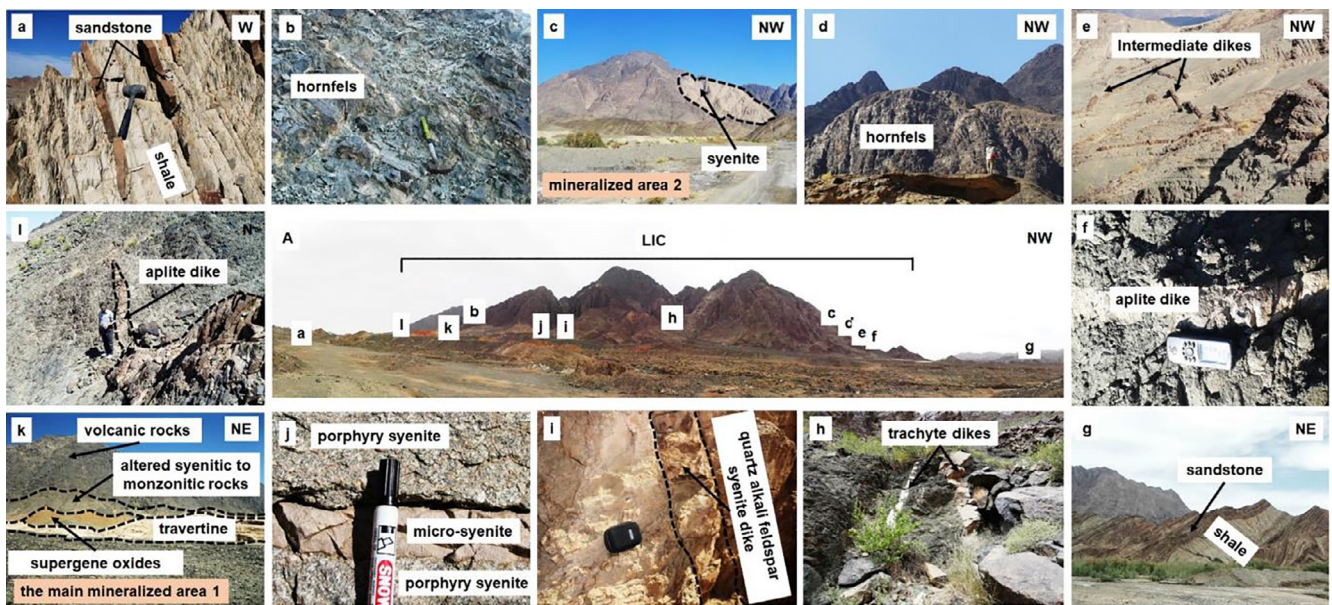 a
W
sandstone
shale
b
hornfels
c
NW
syenite
mineralized area 2
d
NW
hornfels
e
NW
Intermediate dikes
l
N
aplite dike
A
LIC
NW
a
l
k
b
j
i
h
c
d
e
f
g
f
aplite dike
k
NE
volcanic rocks
altered syenitic to
monzonitic rocks
travertine
supergene oxides
the main mineralized area 1
j
porphyry syenite
micro-syenite
porphyry syenite
SNOW
i
quartz alkali feldspar
syenite dike
h
trachyte dikes
g
NE
sandstone
shale